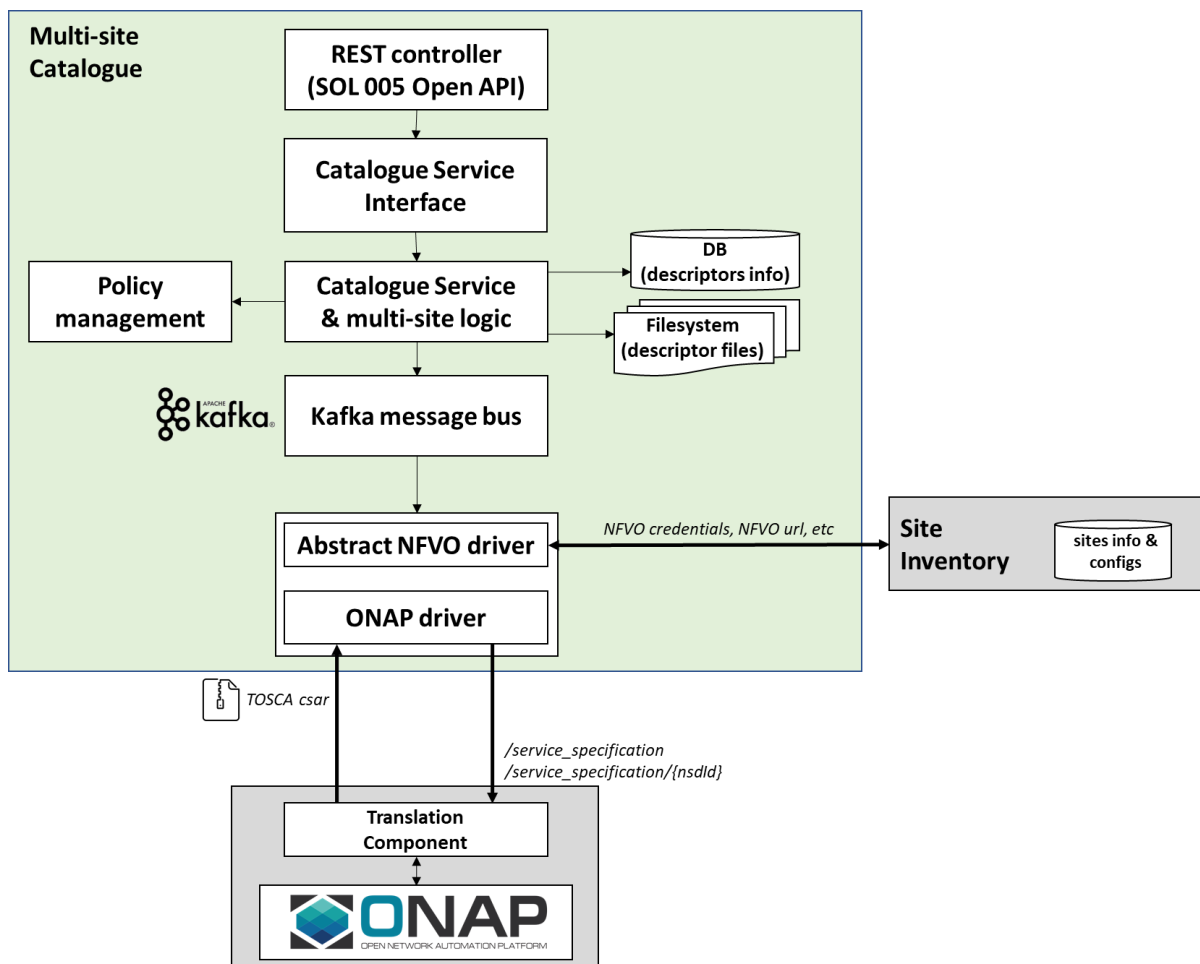 Multi-site
Catalogue
REST controller
(SOL 005 Open API)
Catalogue Service
Interface
Policy
management
Catalogue Service
& multi-site logic
DB
(descriptors info)
Filesystem
(descriptor files)
APACHE
kafka®
Kafka message bus
Abstract NFVO driver
NFVO credentials, NFVO url, etc
Site
Inventory
sites info &
configs
ONAP driver
TOSCA csar
/service_specification
/service_specification/{nsdId}
Translation
Component
ONAP
OPEN NETWORK AUTOMATION PLATFORM